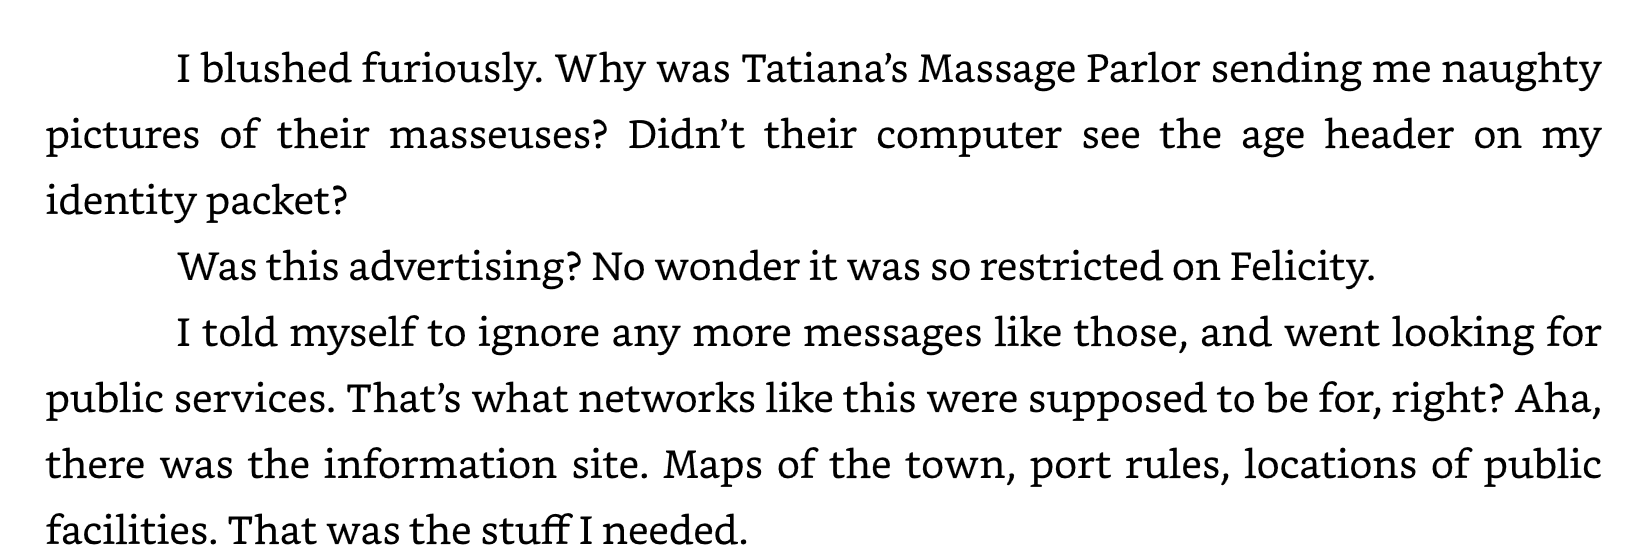 I blushed furiously. Why was Tatiana’s Massage Parlor sending me naughty
pictures of their masseuses? Didn’t their computer see the age header on my
identity packet?
Was this advertising? No wonder it was so restricted on Felicity.
I told myself to ignore any more messages like those, and went looking for
public services. That’s what networks like this were supposed to be for, right? Aha,
there was the information site. Maps of the town, port rules, locations of public
facilities. That was the stuff I needed.